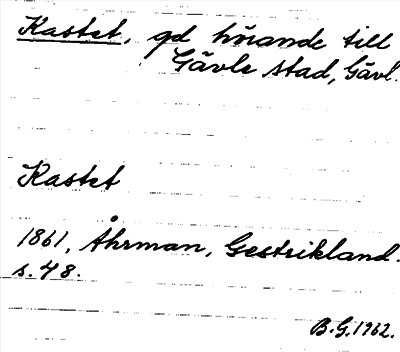 Kastet, gd hörande till
Gävle stad, Gävl.
Kastet
1861, Åhrman, Gestrikland.
s. 48.
B.G. 1962.